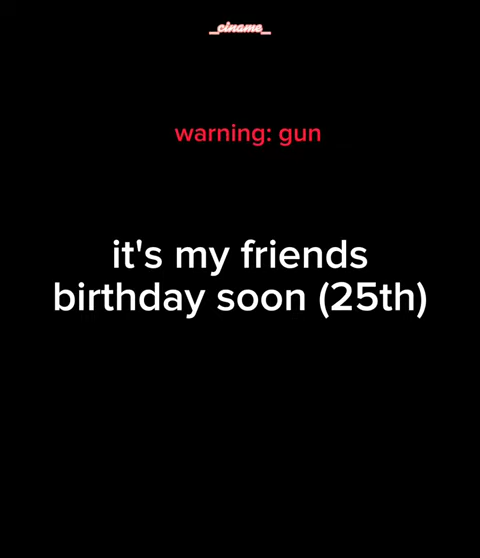 _ciname_
warning: gun
it's my friends
birthday soon (25th)